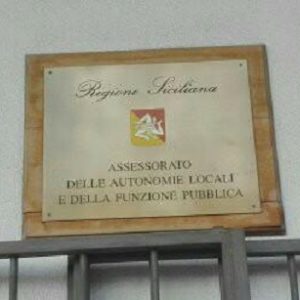 Regione Siciliana
ASSESSORATO
DELLE AUTONOMIE LOCALI
E DELLA FUNZIONE PUBBLICA